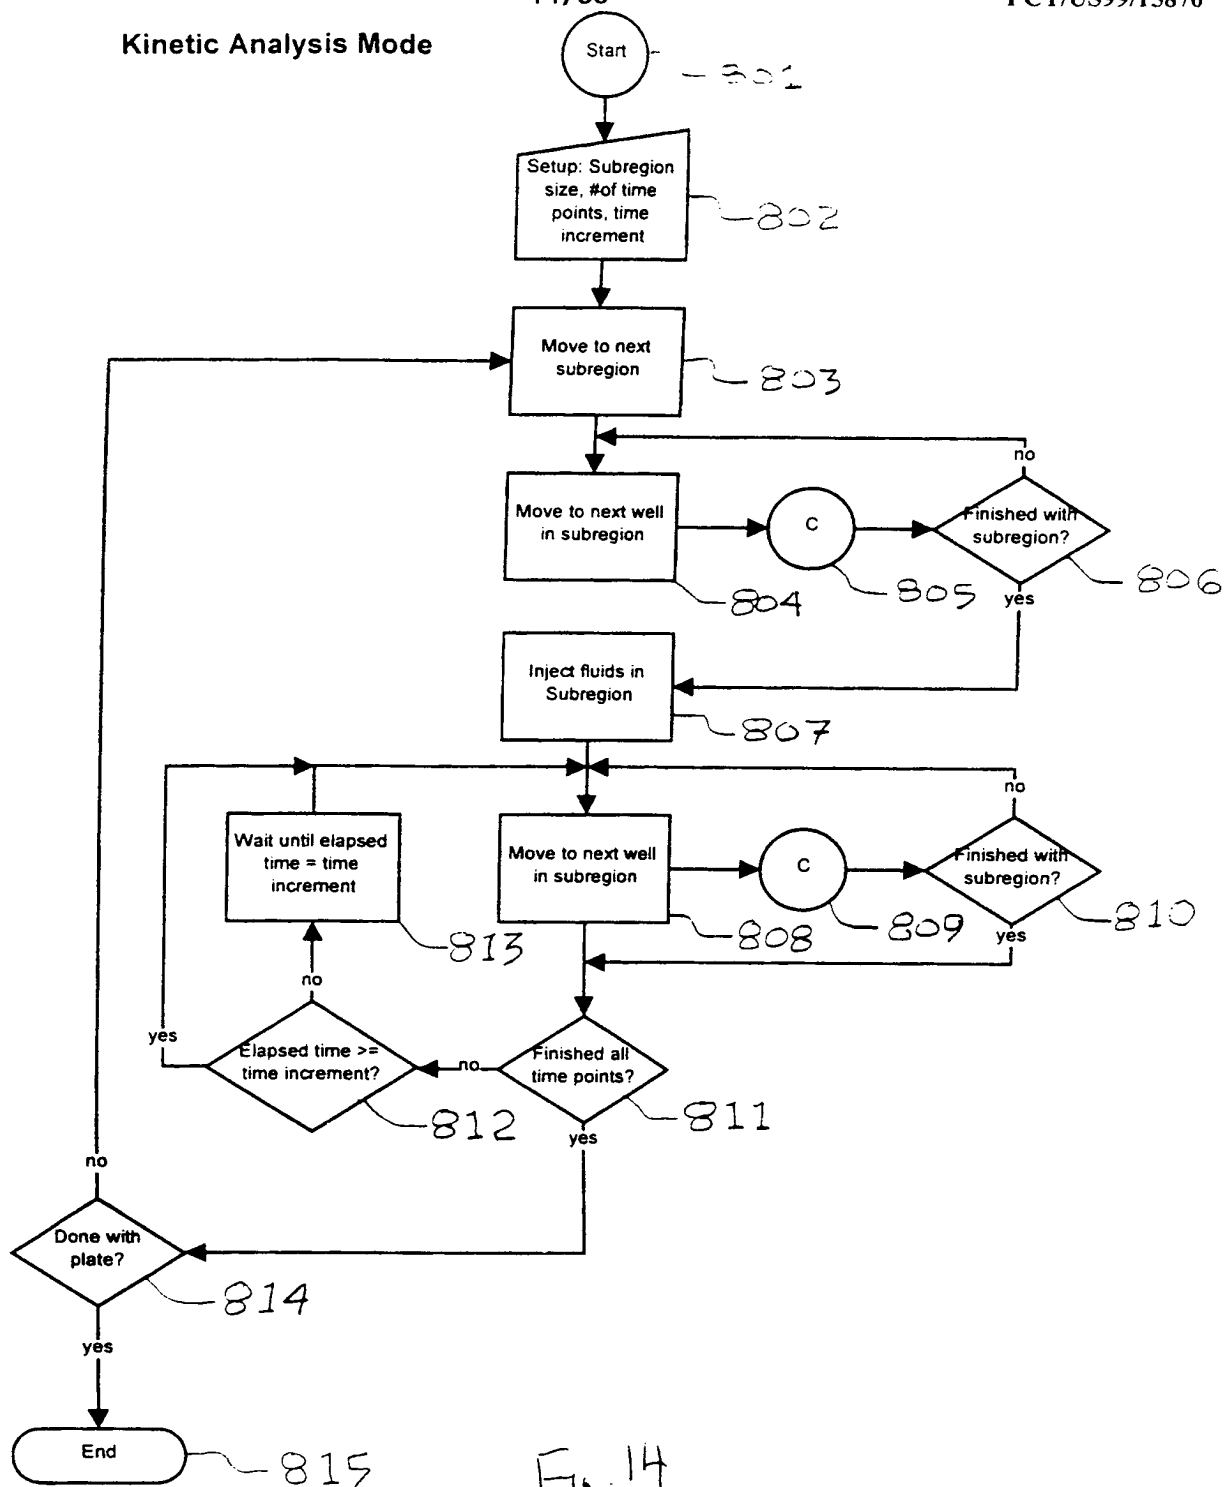 Kinetic Analysis Mode
Start
801
Setup: Subregion
size, #of time
points, time
increment
802
Move to next
subregion
803
no
Move to next well
in subregion
C
Finished with
subregion?
804
805
806
yes
Inject fluids in
Subregion
807
no
Wait until elapsed
time = time
increment
Move to next well
in subregion
C
Finished with
subregion?
813
808
809
810
yes
no
yes
Elapsed time >=
time increment?
no
Finished all
time points?
812
811
yes
no
Done with
plate?
814
yes
End
815
Fig. 14